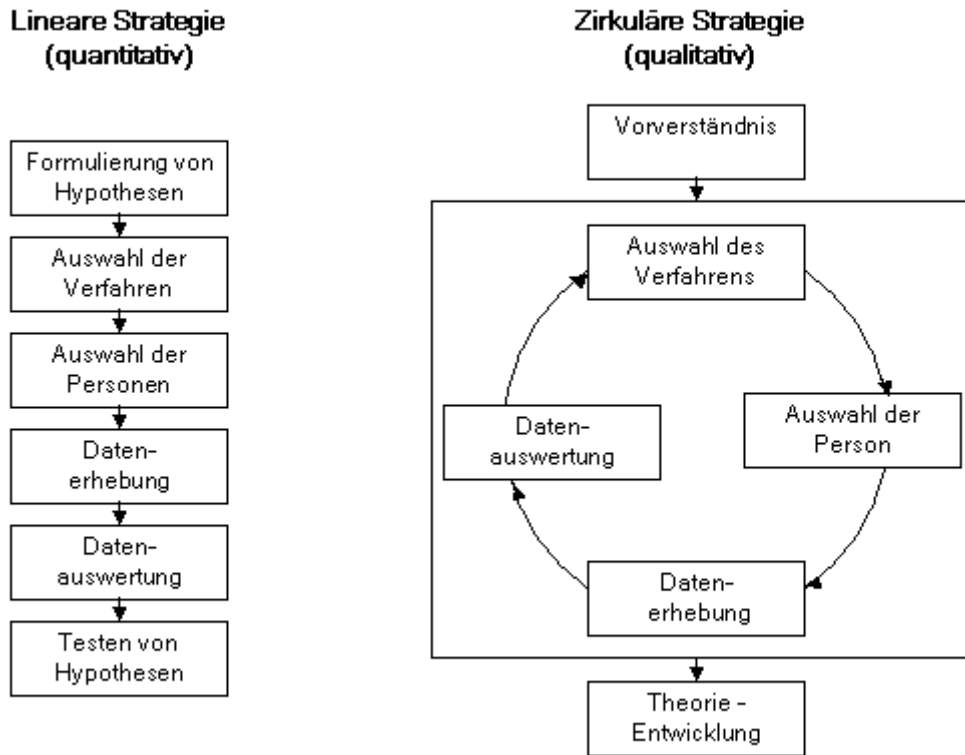 Lineare Strategie
(quantitativ)
Formulierung von
Hypothesen
Auswahl der
Verfahren
Auswahl der
Personen
Daten-
erhebung
Daten-
auswertung
Testen von
Hypothesen
Zirkuläre Strategie
(qualitativ)
Vorverständnis
Auswahl des
Verfahrens
Auswahl der
Person
Daten-
erhebung
Daten-
auswertung
Theorie -
Entwicklung